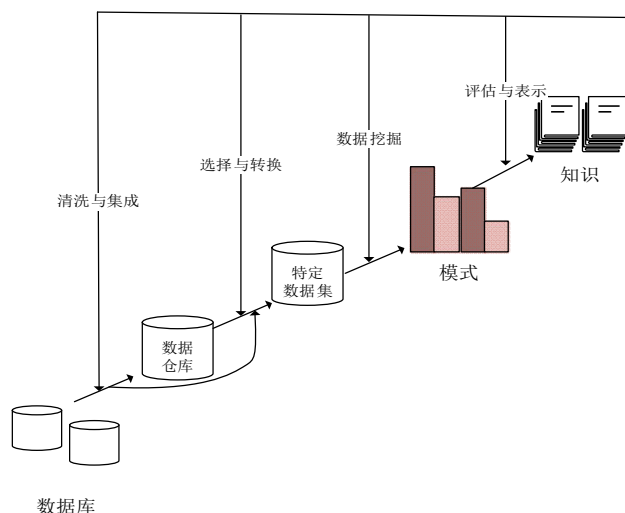 评估与表示
数据挖掘
知识
选择与转换
清洗与集成
模式
特定
数据集
数据
仓库
数据库